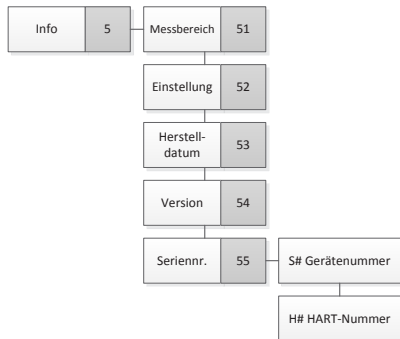 Info 5 Messbereich 51
Einstellung 52
Herstell-
datum 53
Version 54
Seriennr. 55 S# Gerätenummer
H# HART-Nummer